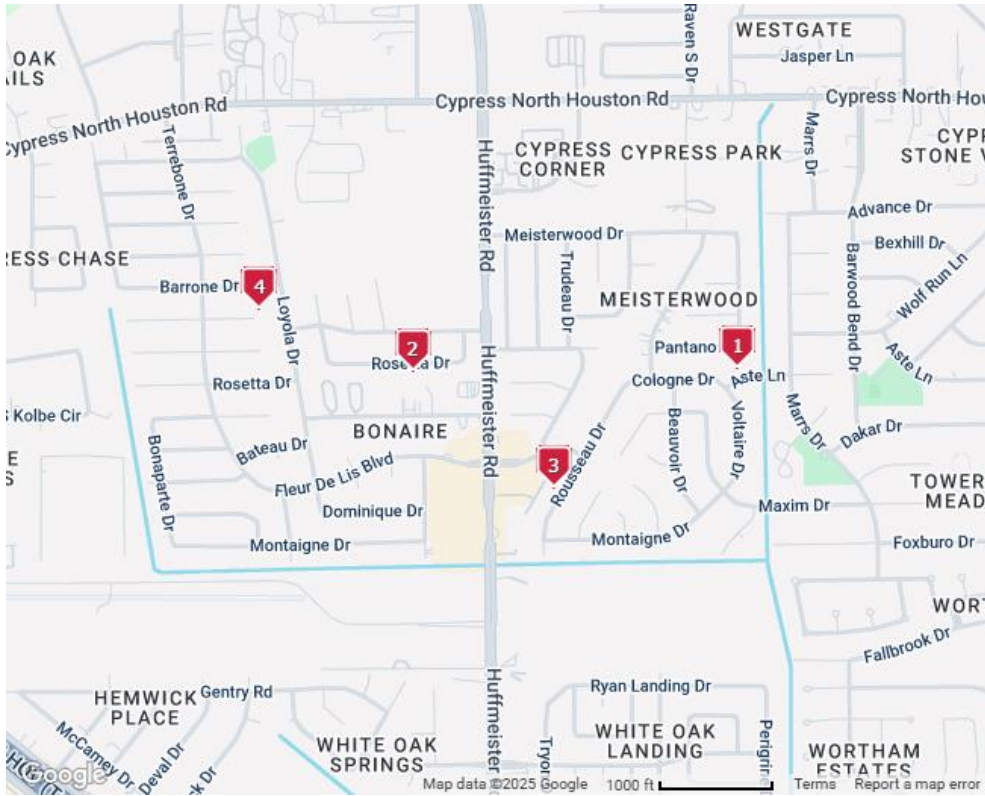 OAK
AILS
Raven S Dr
WESTGATE
Jasper Ln
Cypress North Houston Rd
Cypress North Houston Rd
Cypress North Hou
Terrebone Dr
Huffmeister Rd
CYPRESS
CORNER
CYPRESS PARK
Marrs Dr
CYP
STONE
Advance Dr
RESS CHASE
Meisterwood Dr
Trudeau Dr
Barwood Bend Dr
Bexhill Dr
Wolf Run Ln
Barrone Dr
4
Loyola Dr
MEISTERWOOD
2
Rosetta Dr
Huffmeister Rd
Pantano
1
Aste Ln
Aste Ln
Rosetta Dr
Cologne Dr
Voltaire Dr
s Kolbe Cir
Beauvoir Dr
Marrs Dr
Dakar Dr
BONAIRE
Bateau Dr
Bonaparte Dr
Fleur De Lis Blvd
3
Rousseau Dr
E
S
TOWER
MEAD
Dominique Dr
Maxim Dr
Montaigne Dr
Montaigne Dr
Foxburo Dr
WORT
Fallbrook Dr
HEMWICK
PLACE
Gentry Rd
Huffmeister
Ryan Landing Dr
McCamey Dr
Deval Dr
k Dr
WHITE OAK
SPRINGS
Tryor
WHITE OAK
LANDING
Perigrin
WORTHAM
ESTATES
Google
Map data ©2025 Google
1000 ft
Terms
Report a map error